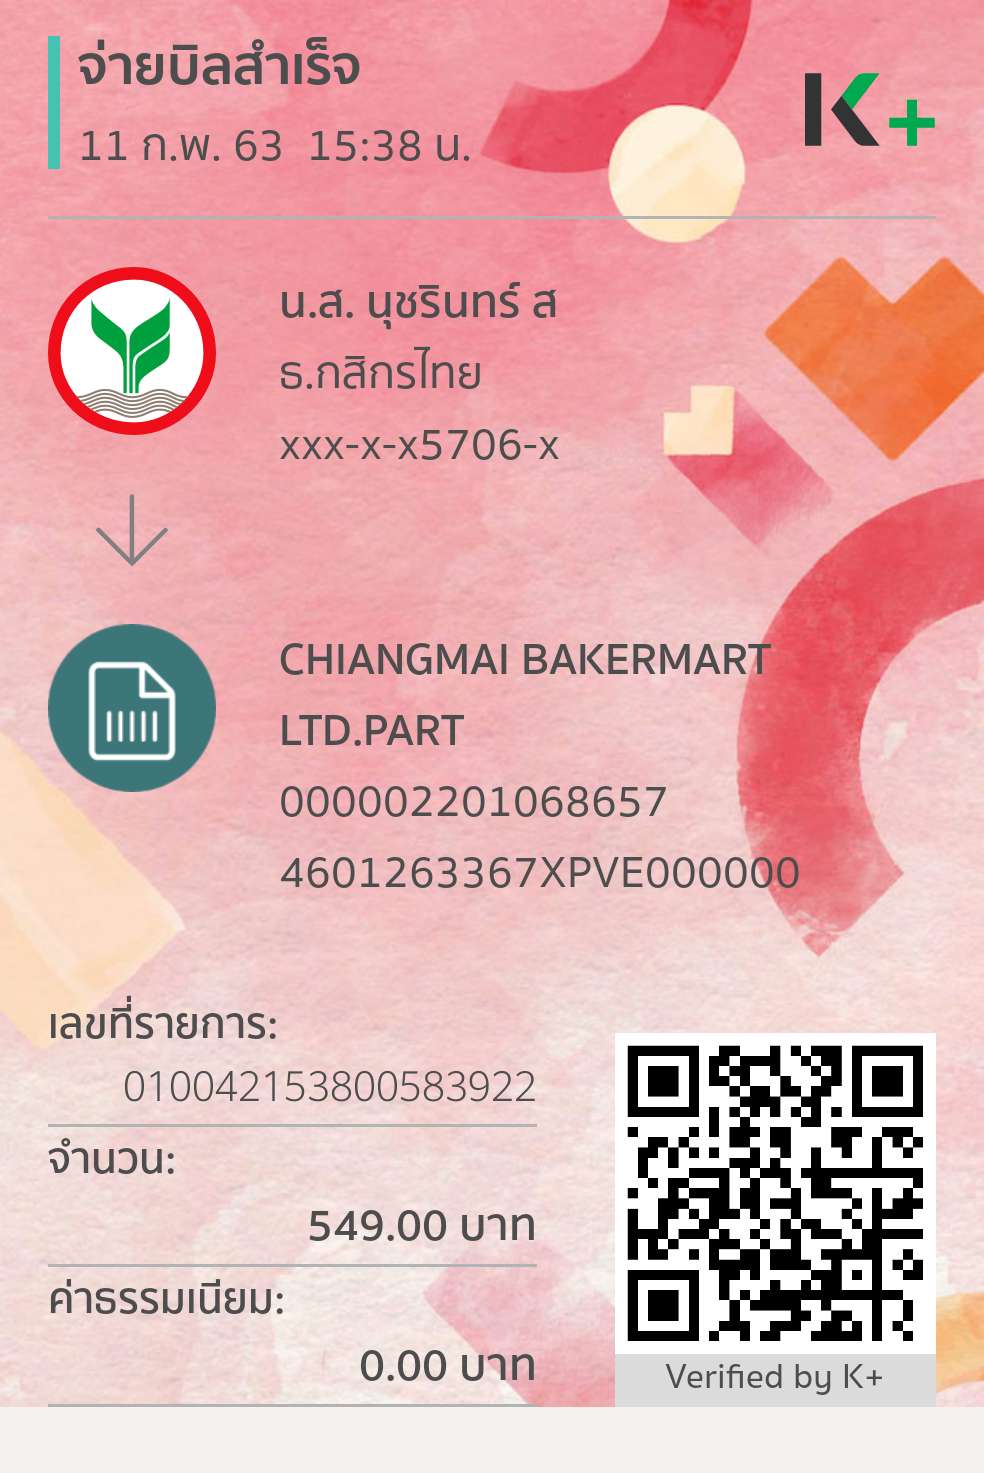 จ่ายบิลสำเร็จ
11 ก.พ. 63 15:38 น.
K+
น.ส. นุชรินทร์ ส
ธ.กสิกรไทย
xxx-x-x5706-x
CHIANGMAI BAKERMART
LTD.PART
000002201068657
4601263367XPVE000000
เลขที่รายการ:
010042153800583922
จำนวน:
549.00 บาท
ค่าธรรมเนียม:
0.00 บาท
Verified by K+